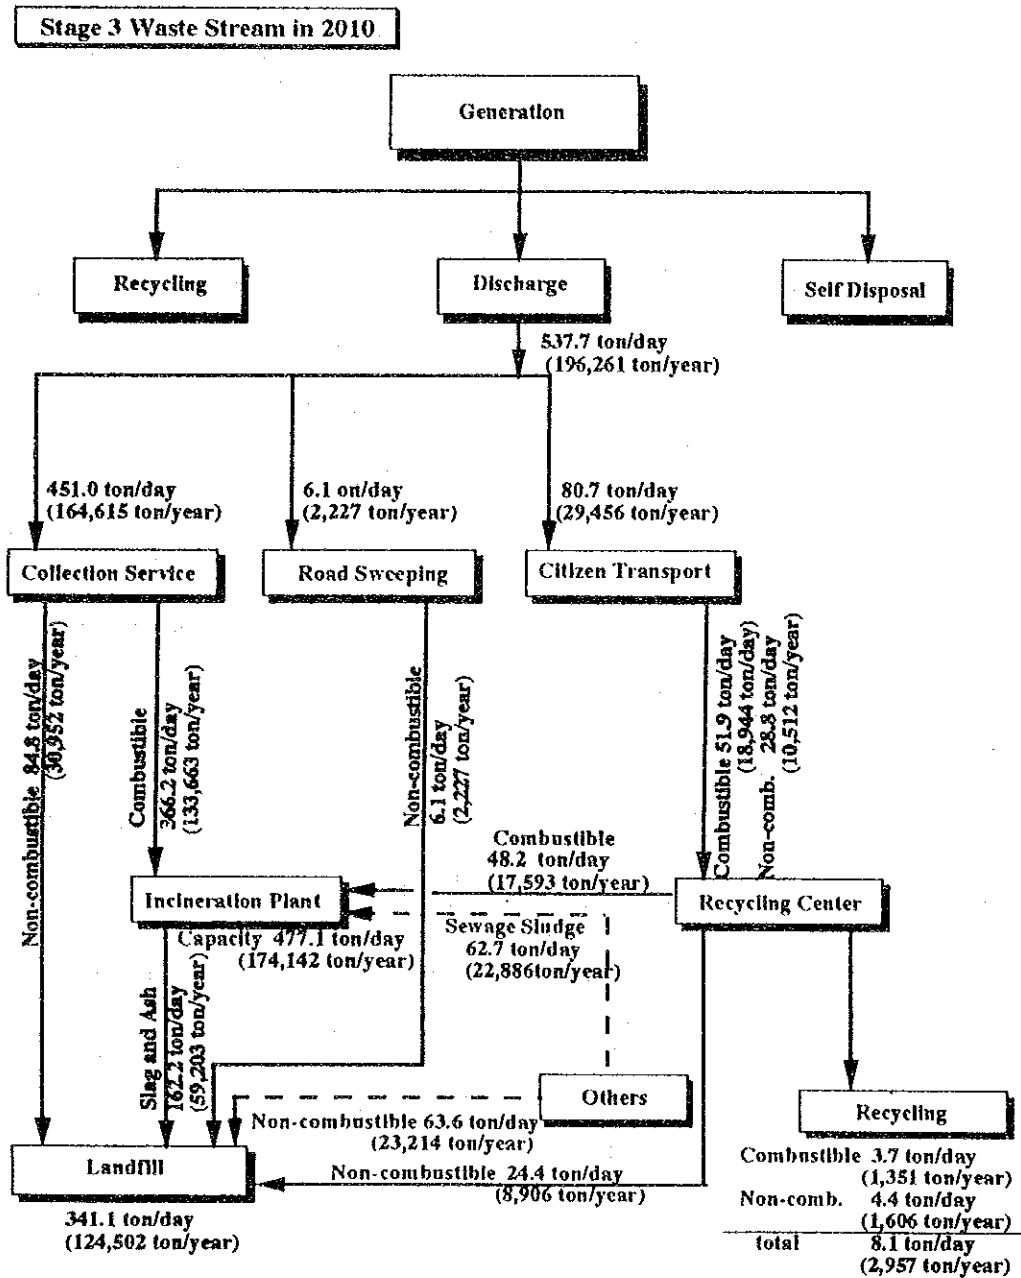 Stage 3 Waste Stream in 2010
Generation
Recycling
Discharge
Self Disposal
537.7 ton/day
(196,261 ton/year)
451.0 ton/day
(164,615 ton/year)
6.1 on/day
(2,227 ton/year)
80.7 ton/day
(29,456 ton/year)
Collection Service
Road Sweeping
Citizen Transport
Non-combustible 84.8 ton/day
(30,952 ton/year)
Combustible
366.2 ton/day
(133,663 ton/year)
Non-combustible
6.1 ton/day
(2,227 ton/year)
Combustible 51.9 ton/day
(18,944 ton/day)
Non-comb. 28.8 ton/day
(10,512 ton/year)
Combustible
48.2 ton/day
(17,593 ton/year)
Incineration Plant
Recycling Center
Capacity 477.1 ton/day
(174,142 ton/year)
Sewage Sludge
62.7 ton/day
(22,886ton/year)
Slag and Ash
162.2 ton/day
(59,203 ton/year)
Others
Recycling
Non-combustible 63.6 ton/day
(23,214 ton/year)
Landfill
Non-combustible 24.4 ton/day
(8,906 ton/year)
341.1 ton/day
(124,502 ton/year)
Combustible 3.7 ton/day
(1,351 ton/year)
Non-comb. 4.4 ton/day
(1,606 ton/year)
total 8.1 ton/day
(2,957 ton/year)